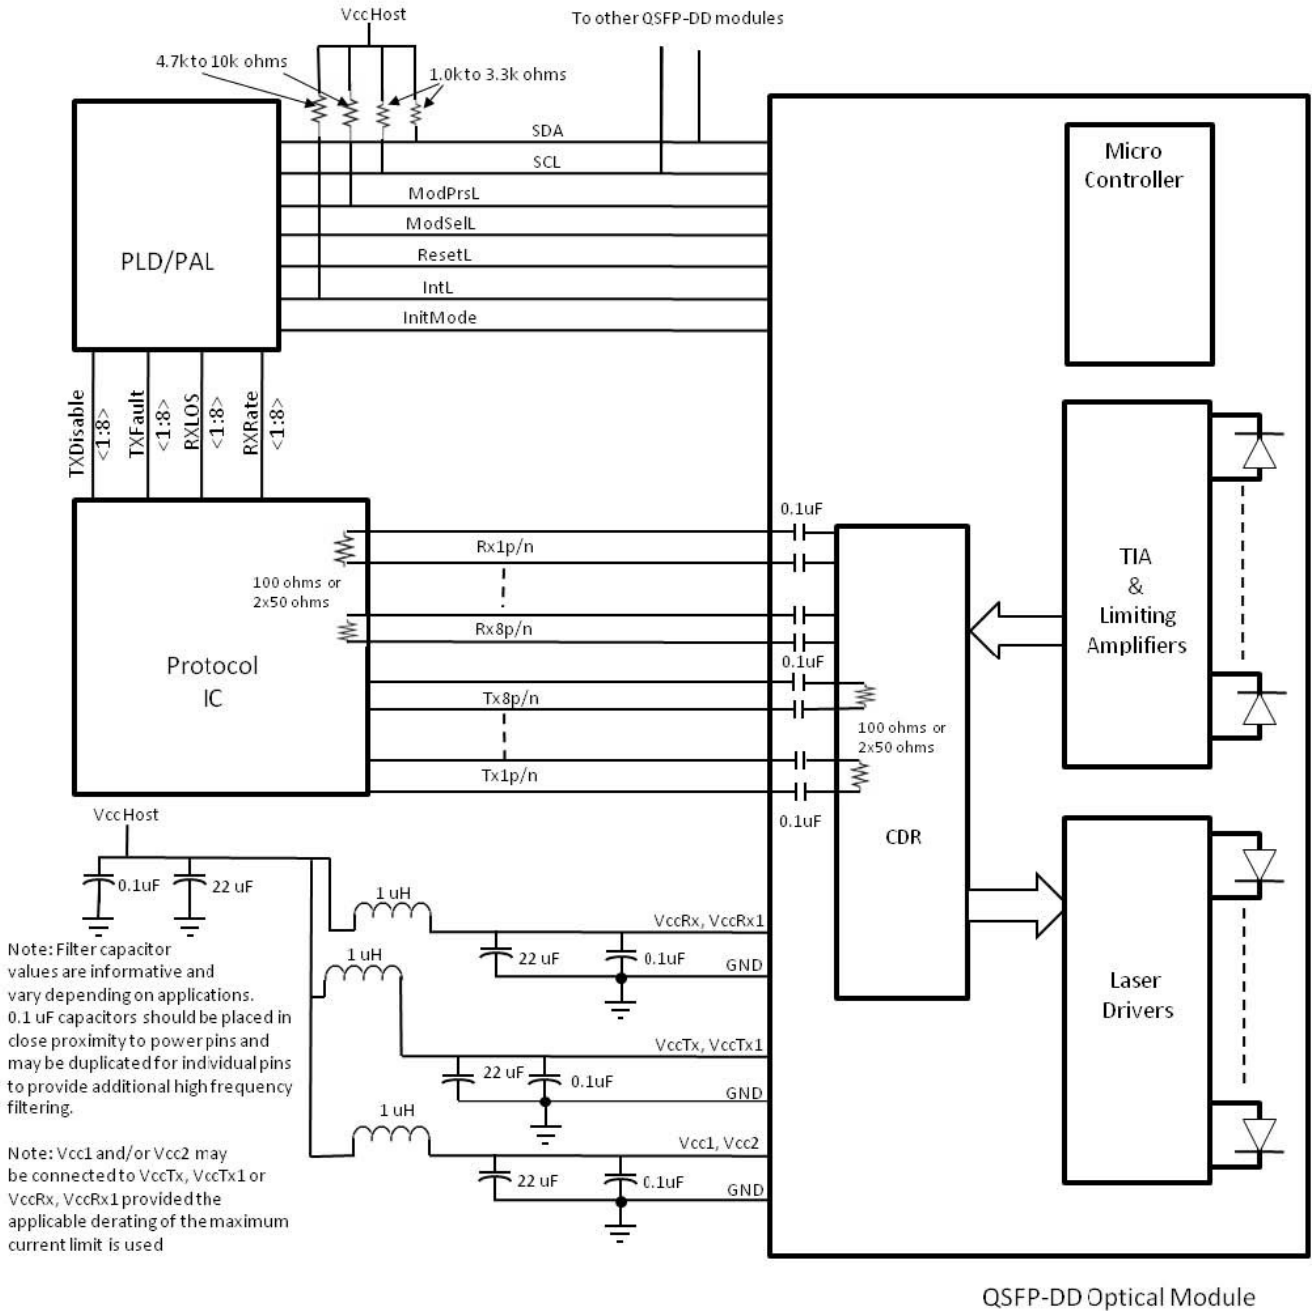 Vcc Host
To other QSFP-DD modules
4.7k to 10k ohms
1.0k to 3.3k ohms
SDA
SCL
ModPrsL
ModSelL
ResetL
IntL
InitMode
PLD/PAL
Micro
Controller
TXDisable
<1:8>
TXFault
<1:8>
RXLOS
<1:8>
RXRate
<1:8>
0.1uF
Rx1p/n
100 ohms or
2x50 ohms
Rx8p/n
0.1uF
Protocol
IC
Tx8p/n
100 ohms or
2x50 ohms
Tx1p/n
0.1uF
CDR
TIA
&
Limiting
Amplifiers
Vcc Host
0.1uF
22 uF
1 uH
VccRx, VccRx1
22 uF
0.1uF
GND
1 uH
VccTx, VccTx1
22 uF
0.1uF
GND
1 uH
Vcc1, Vcc2
22 uF
0.1uF
GND
Laser
Drivers
Note: Filter capacitor
values are informative and
vary depending on applications.
0.1 uF capacitors should be placed in
close proximity to power pins and
may be duplicated for individual pins
to provide additional high frequency
filtering.
Note: Vcc1 and/or Vcc2 may
be connected to VccTx, VccTx1 or
VccRx, VccRx1 provided the
applicable derating of the maximum
current limit is used
QSFP-DD Optical Module